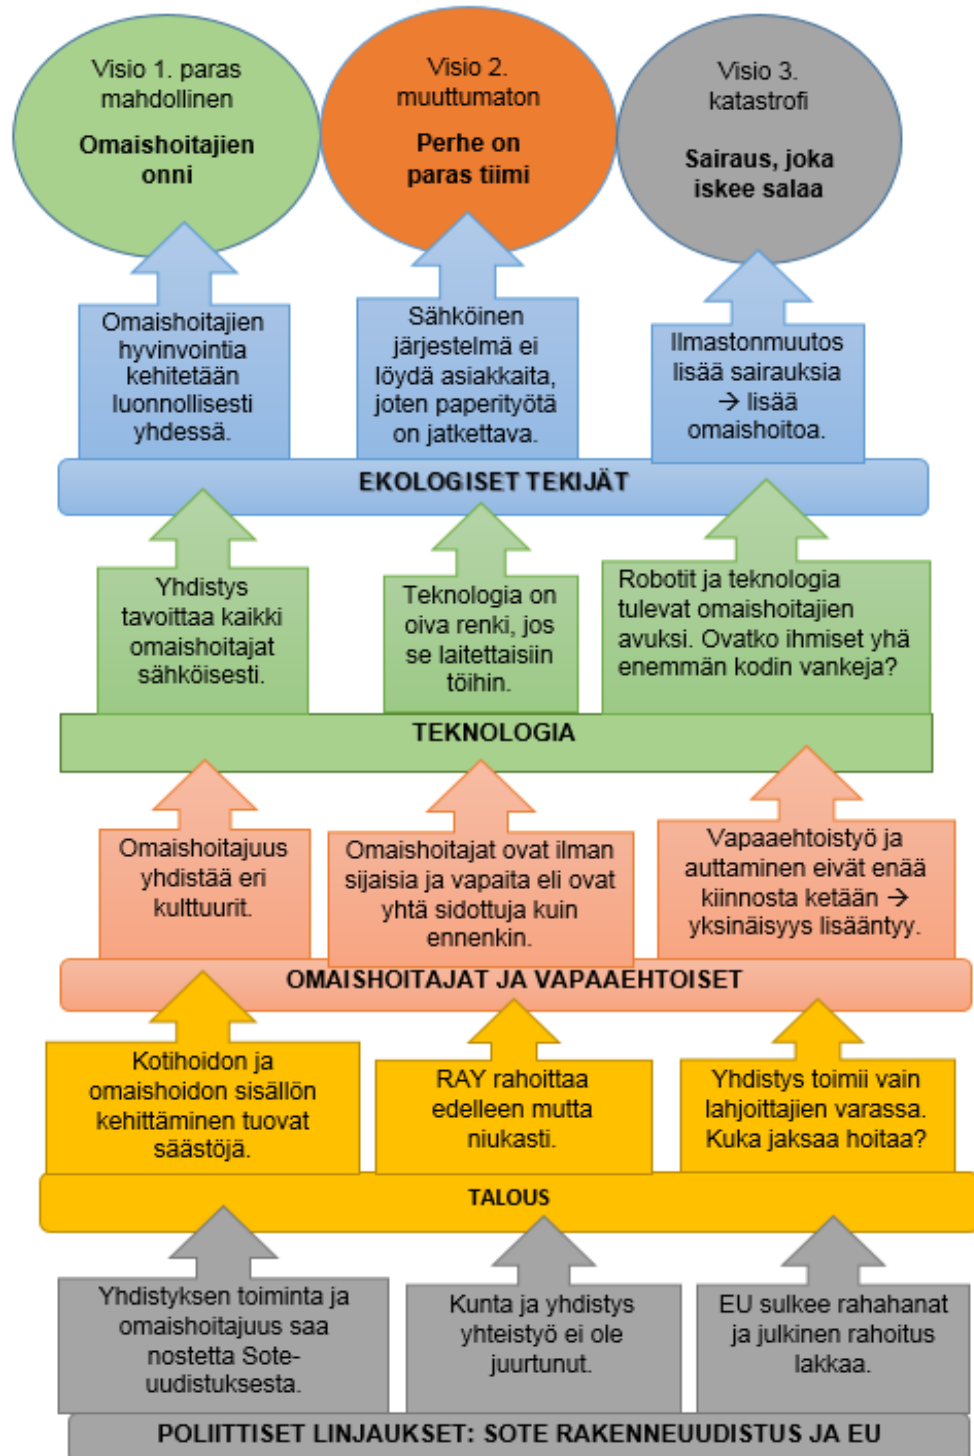 Visio 1. paras
mahdollinen
Omaishoitajien
onni
Visio 2.
muuttumaton
Perhe on
paras tiimi
Visio 3.
katastrofi
Sairaus, joka
iskee salaa
Omaishoitajien
hyvinvointia
kehitetään
luonnollisesti
yhdessä.
Sähköinen
järjestelmä ei
löydä asiakkaita,
joten paperityötä
on jatkettava.
Ilmastonmuutos
lisää sairauksia
→ lisää
omaishoitoa.
EKOLOGISET TEKIJÄT
Yhdistys
tavoittaa kaikki
omaishoitajat
sähköisesti.
Teknologia on
oiva renki, jos
se laitettaisiin
töihin.
Robotit ja teknologia
tulevat omaishoitajien
avuksi. Ovatko ihmiset yhä
enemmän kodin vankeja?
TEKNOLOGIA
Omaishoitajuus
yhdistää eri
kulttuurit.
Omaishoitajat ovat ilman
sijaisia ja vapaita eli ovat
yhtä sidottuja kuin
ennenkin.
Vapaaehtoistyö ja
auttaminen eivät enää
kiinnosta ketään →
yksinäisyys lisääntyy.
OMAISHOITAJAT JA VAPAAEHTOISET
Kotihoidon ja
omaishoidon sisällön
kehittäminen tuovat
säästöjä.
RAY rahoittaa
edelleen mutta
niukasti.
Yhdistys toimii vain
lahjoittajien varassa.
Kuka jaksaa hoitaa?
TALOUS
Yhdistyksen toiminta ja
omaishoitajuus saa
nostetta Sote-
uudistuksesta.
Kunta ja yhdistys
yhteistyö ei ole
juurtunut.
EU sulkee rahahanat
ja julkinen rahoitus
lakkaa.
POLIITTISET LINJAUKSET: SOTE RAKENNEUUDISTUS JA EU